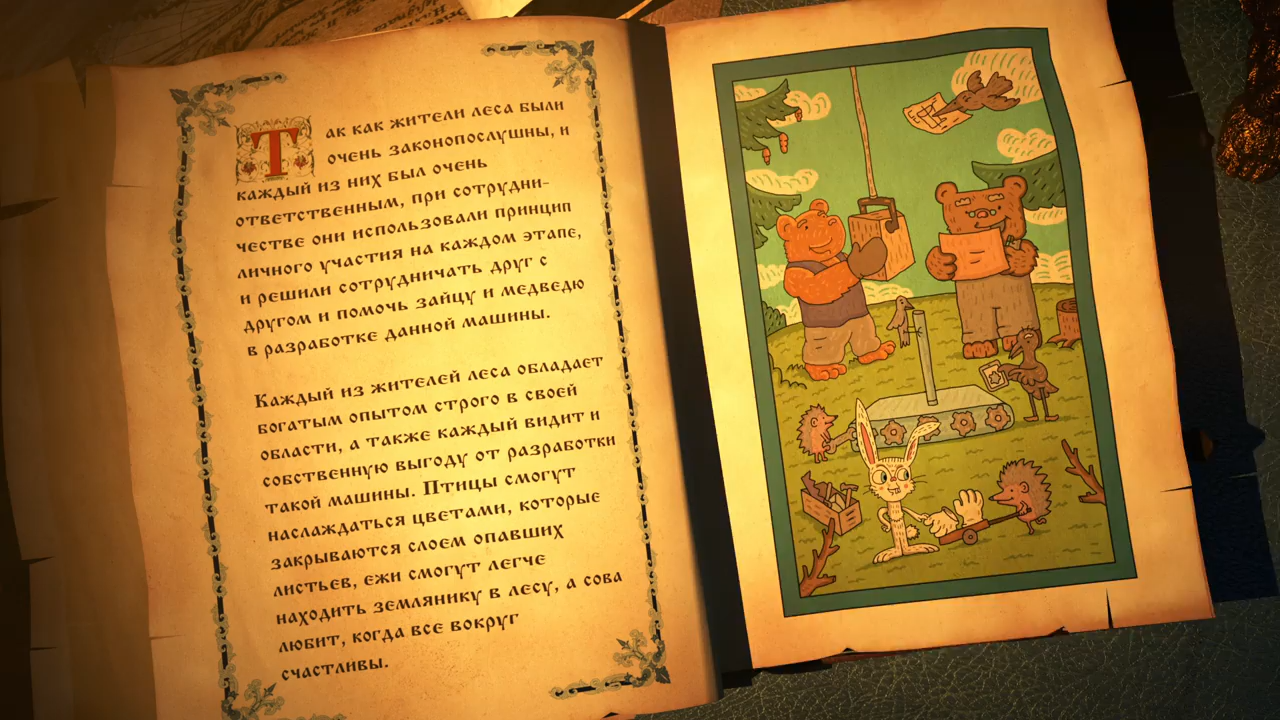 Так как жители леса были
очень законопослушны, и
каждый из них был очень
ответственным, при сотрудни-
честве они использовали принцип
личного участия на каждом этапе,
и решили сотрудничать друг с
другом и помочь зайцу и медведю
в разработке данной машины.
Каждый из жителей леса обладает
богатым опытом строго в своей
области, а также каждый видит и
собственную выгоду от разработки
такой машины. Птицы смогут
наслаждаться цветами, которые
закрываются слоем опавших
листьев, ежи смогут легче
находить землянику в лесу, а сова
любит, когда все вокруг
счастливы.